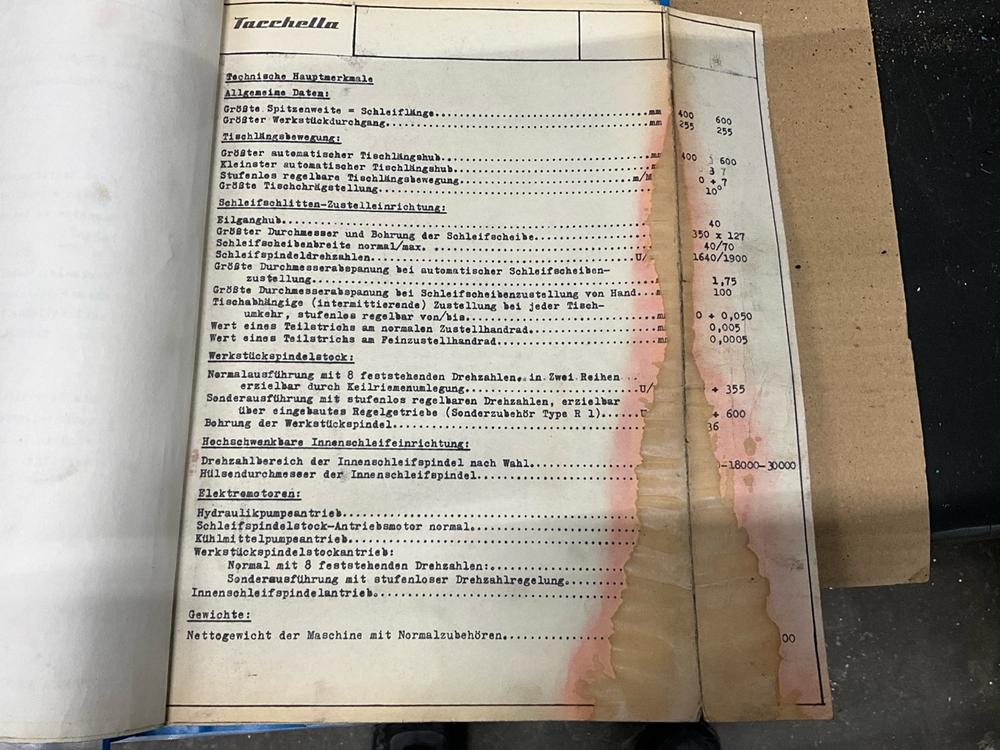 Tacchella
Technische Hauptmerkmale
Allgemeine Daten:
Größte Spitzenweite = Schleiflänge........................mm 400 600
Größter Werkstückdurchgang........................mm 255 255
Tischlängsbewegung:
Größter automatischer Tischlängshub........................mm 400 600
Kleinster automatischer Tischlängshub........................ 3 7
Stufenlos regelbare Tischlängsbewegung........................m/M 0 + 7
Größte Tischchrägstellung........................ 10°
Schleifschlitten-Zustelleinrichtung:
Eilganghub........................ 40
Größter Durchmesser und Bohrung der Schleifscheibe........................ 350 x 127
Schleifscheibenbreite normal/max. ........................ 40/70
Schleifspindeldrehzahlen.........................U/ 1640/1900
Größte Durchmesserabspanung bei automatischer Schleifscheiben-
zustellung........................ 1,75
Größte Durchmesserabspanung bei Schleifscheibenzustellung von Hand...m 100
Tischabhängige (intermittierende) Zustellung bei jeder Tisch-
umkehr, stufenlos regelbar von/bis........................m 0 + 0,050
Wert eines Teilstrichs am normalen Zustellhandrad........................m 0,005
Wert eines Teilstrichs am Feinzustellhandrad........................m 0,0005
Werkstückspindelstock:
Normalausführung mit 8 feststehenden Drehzahlen, in Zwei Reihen
erzielbar durch Keilriemenumlegung........................U/ + 355
Sonderausführung mit stufenlos regelbaren Drehzahlen, erzielbar
über eingebautes Regelgetriebe (Sonderzubehör Type R 1).....U + 600
Bohrung der Werkstückspindel........................ 36
Hochschwenkbare Innenschleifeinrichtung:
Drehzahlbereich der Innenschleifspindel nach Wahl........................ -18000-30000
Hülsendurchmeseer der Innenschleifspindel........................
Elektromotoren:
Hydraulikpumpeantrieb........................
Schleifspindelstock-Antriebsmotor normal........................
Kühlmittelpumpeantrieb........................
Werkstückspindelstockantrieb:
Normal mit 8 feststehenden Drehzahlen:........................
Sonderausführung mit stufenloser Drehzahlregelung........................
Innenschleifspindelantrieb........................
Gewichte:
Nettogewicht der Maschine mit Normalzubehören........................ 00